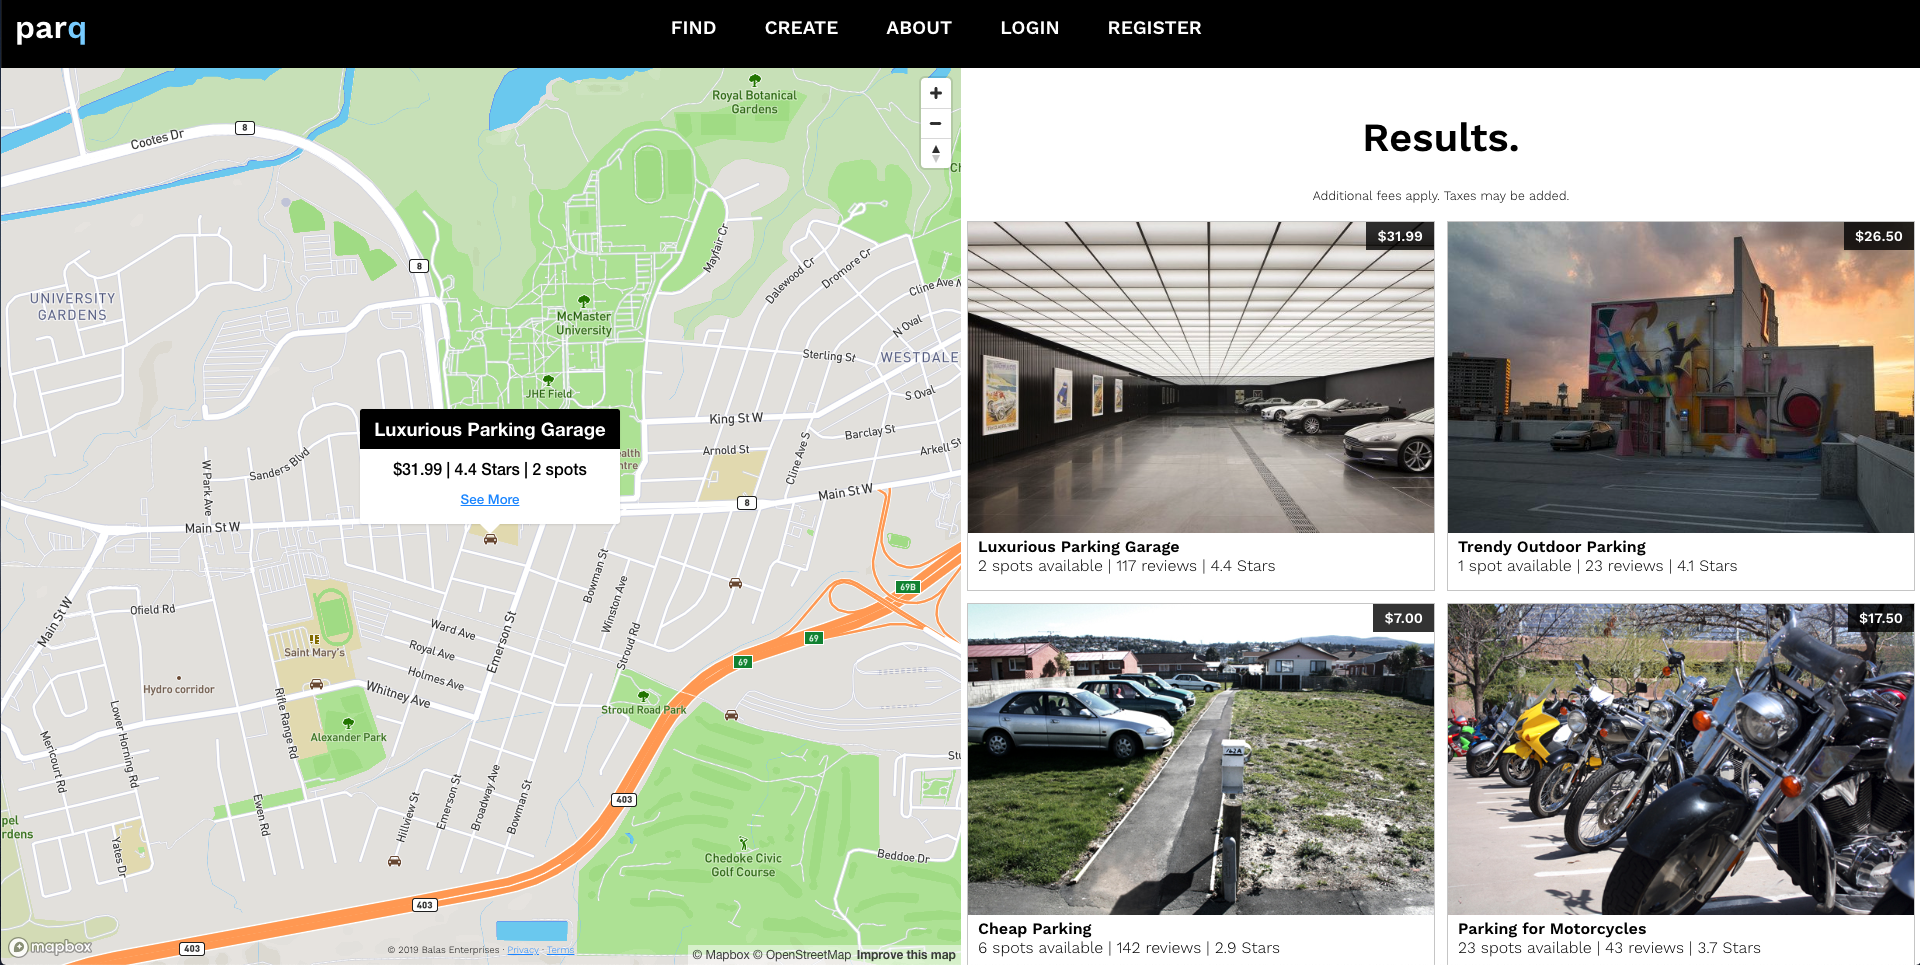 parq
FIND
CREATE
ABOUT
LOGIN
REGISTER
Royal Botanical
Gardens
8
Cootes Dr
8
Mayfair Cr
Dalewood Cr
Dromore Cr
Cline Ave N
UNIVERSITY
GARDENS
McMaster
University
N Oval
Sterling St
WESTDALE
JHE Field
S Oval
King St W
Luxurious Parking Garage
$31.99 | 4.4 Stars | 2 spots
See More
Barclay St
Arnold St
Arkell St
Cline Ave S
Sanders Blvd
W Park Ave
Main St W
8
Main St W
Bowman St
Winston Ave
69B
Main St W
Ofield Rd
Ward Ave
Royal Ave
Holmes Ave
Emerson St
Stroud Rd
69
69
Saint Mary's
Hydro corridor
Whitney Ave
Rifle Range Rd
Stroud Road Park
Lower Horning Rd
Alexander Park
Mericourt Rd
Ewen Rd
Hillview St
Emerson St
Broadway Ave
Bowman St
403
Yates Dr
Chedoke Civic
Golf Course
Beddoe Dr
403
403
mapbox
© 2019 Balas Enterprises · Privacy · Terms
© Mapbox © OpenStreetMap Improve this map
Results.
Additional fees apply. Taxes may be added.
$31.99
Luxurious Parking Garage
2 spots available | 117 reviews | 4.4 Stars
$26.50
Trendy Outdoor Parking
1 spot available | 23 reviews | 4.1 Stars
$7.00
Cheap Parking
6 spots available | 142 reviews | 2.9 Stars
$17.50
Parking for Motorcycles
23 spots available | 43 reviews | 3.7 Stars